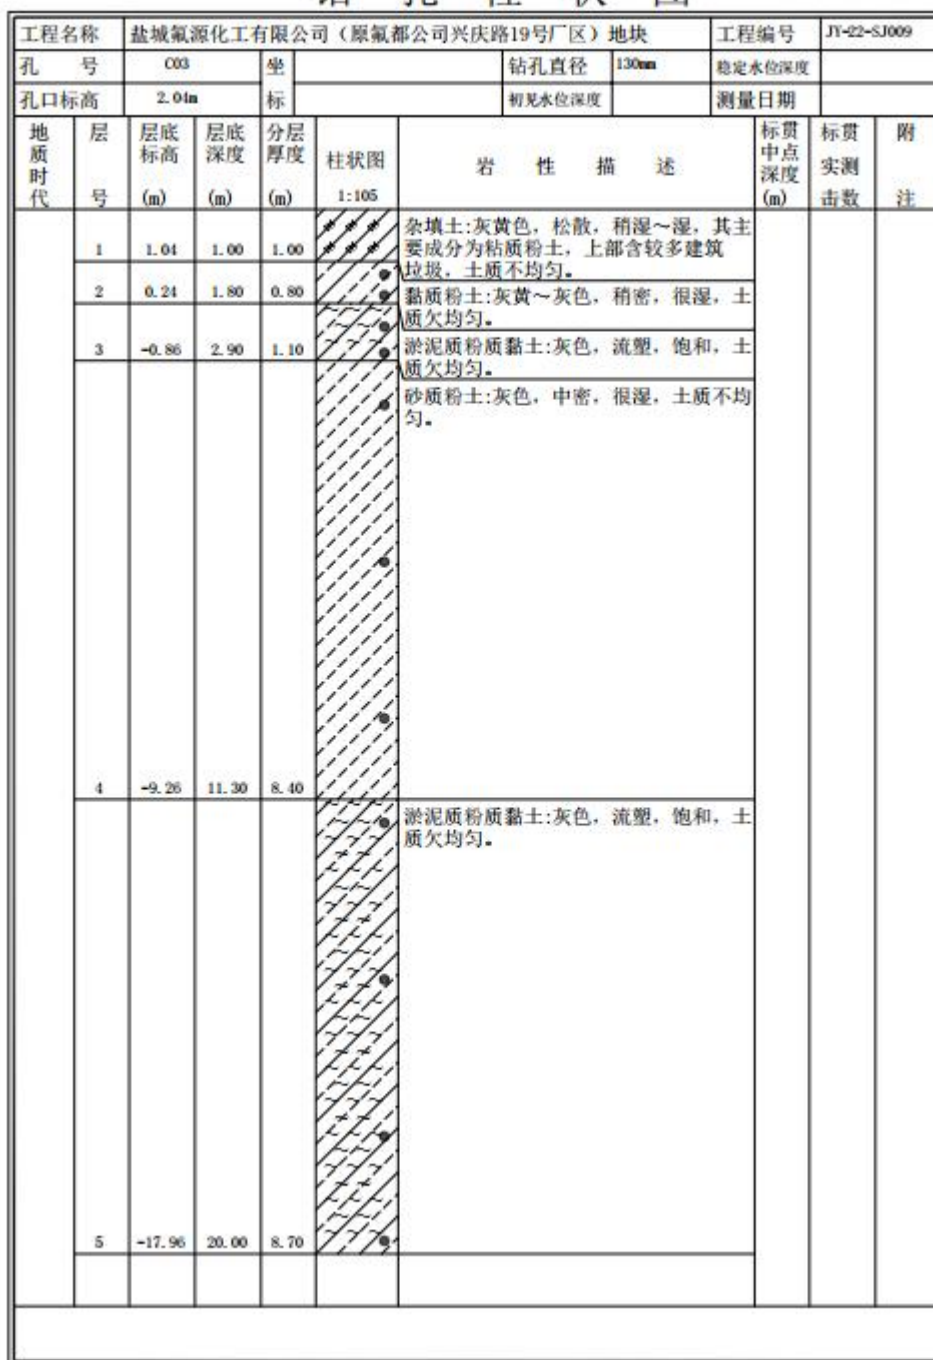 钻 孔 柱 状 图
工程名称 盐城氟源化工有限公司（原氟都公司兴庆路19号厂区）地块 工程编号 JY-22-SJ009
孔 号 C03 坐 钻孔直径 130mm 稳定水位深度
孔口标高 2.04m 标 初见水位深度 测量日期
地质时代 层号 层底标高(m) 层底深度(m) 分层厚度(m) 柱状图 1:105 岩 性 描 述 标贯中点深度(m) 标贯实测击数 附注
杂填土:灰黄色，松散，稍湿～湿，其主
要成分为粘质粉土，上部含较多建筑
垃圾，土质不均匀。
1 1.04 1.00 1.00
黏质粉土:灰黄～灰色，稍密，很湿，土
质欠均匀。
2 0.24 1.80 0.80
淤泥质粉质黏土:灰色，流塑，饱和，土
质欠均匀。
3 -0.86 2.90 1.10
砂质粉土:灰色，中密，很湿，土质不均
匀。
4 -9.26 11.30 8.40
淤泥质粉质黏土:灰色，流塑，饱和，土
质欠均匀。
5 -17.96 20.00 8.70